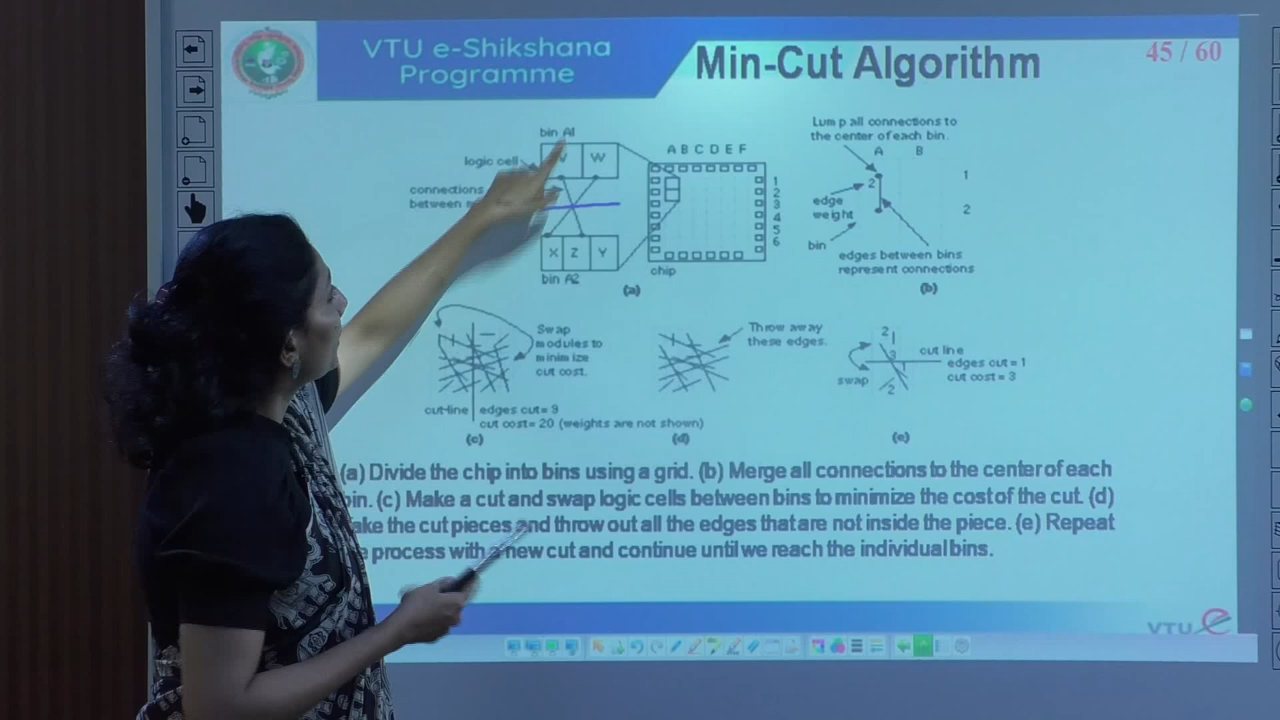 VTU e-Shikshana
Programme
Min-Cut Algorithm
45 / 60
bin A1
logic cell
W
connections
between
X Z Y
bin A2
A B C D E F
1
2
3
4
5
6
chip
(a)
Lump all connections to
the center of each bin.
A B
1
2
2
edge
weight
bin
edges between bins
represent connections
(b)
Swap
modules to
minimize
cut cost.
cut-line
edges cut= 9
cut cost= 20 (weights are not shown)
(c)
Throw away
these edges.
(d)
2
1
3
2
swap
cut line
edges cut = 1
cut cost = 3
(e)
(a) Divide the chip into bins using a grid. (b) Merge all connections to the center of each
bin. (c) Make a cut and swap logic cells between bins to minimize the cost of the cut. (d)
ake the cut pieces and throw out all the edges that are not inside the piece. (e) Repeat
process with a new cut and continue until we reach the individual bins.
VTU e